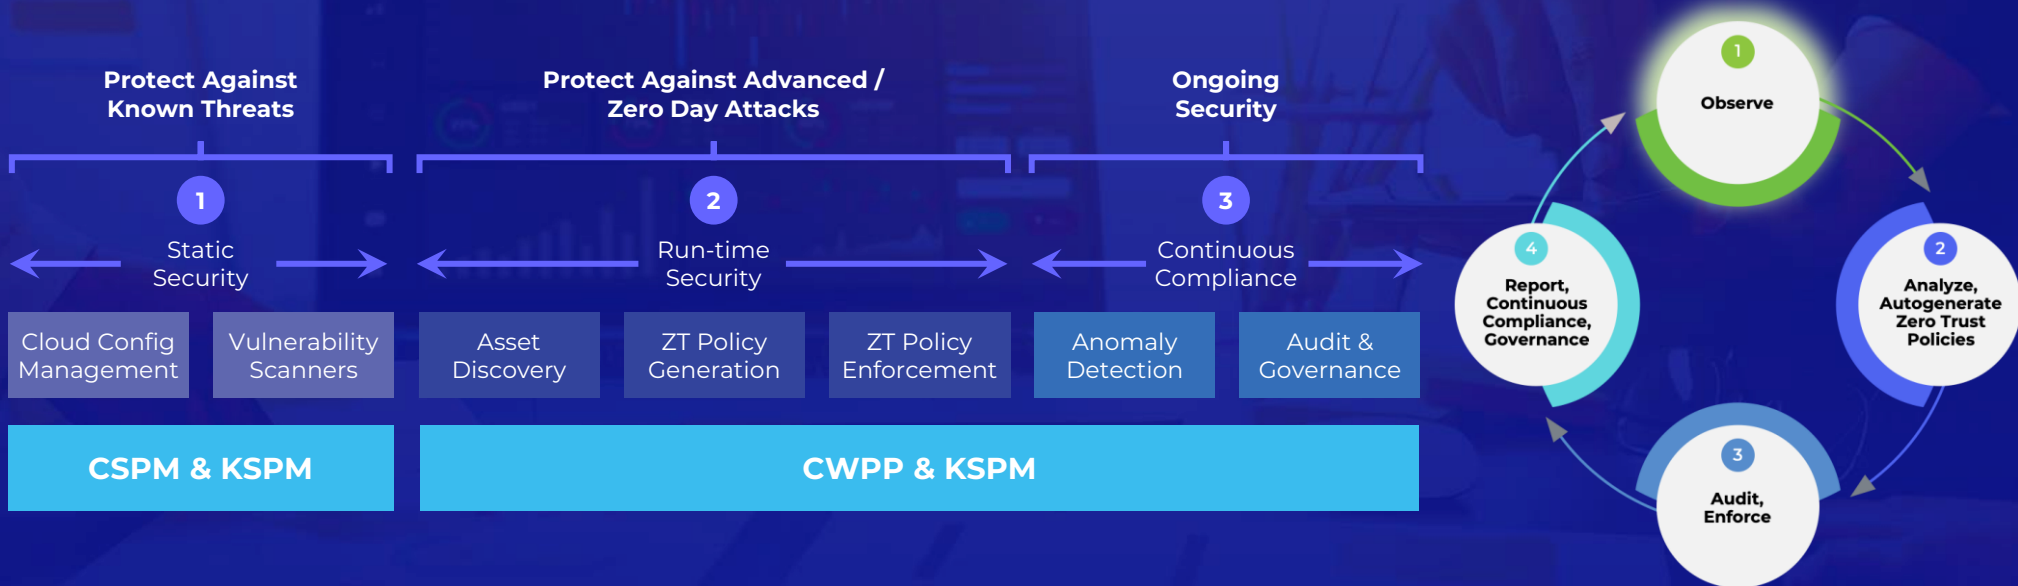 Protect Against
Known Threats
1
Static
Security
Cloud Config
Management
Vulnerability
Scanners
CSPM & KSPM
Protect Against Advanced /
Zero Day Attacks
2
Run-time
Security
Asset
Discovery
ZT Policy
Generation
ZT Policy
Enforcement
Ongoing
Security
3
Continuous
Compliance
Anomaly
Detection
Audit &
Governance
CWPP & KSPM
1
Observe
2
Analyze,
Autogenerate
Zero Trust
Policies
3
Audit,
Enforce
4
Report,
Continuous
Compliance,
Governance